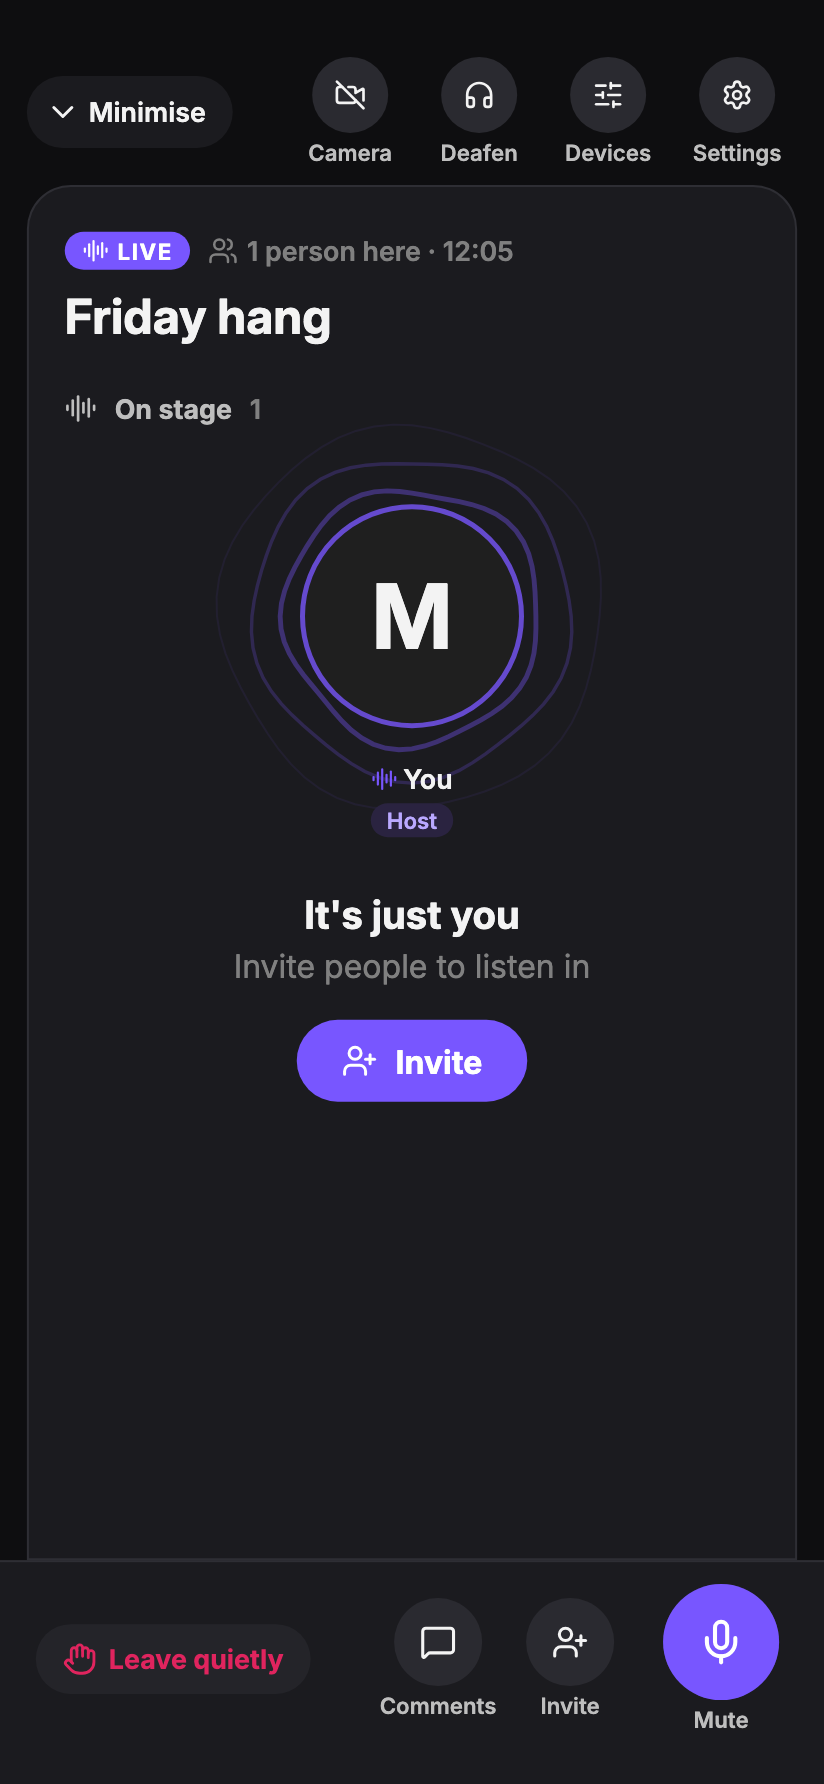 Minimise
Camera
Deafen
Devices
Settings
LIVE
1 person here · 12:05
Friday hang
On stage 1
M
You
Host
It's just you
Invite people to listen in
Invite
Leave quietly
Comments
Invite
Mute